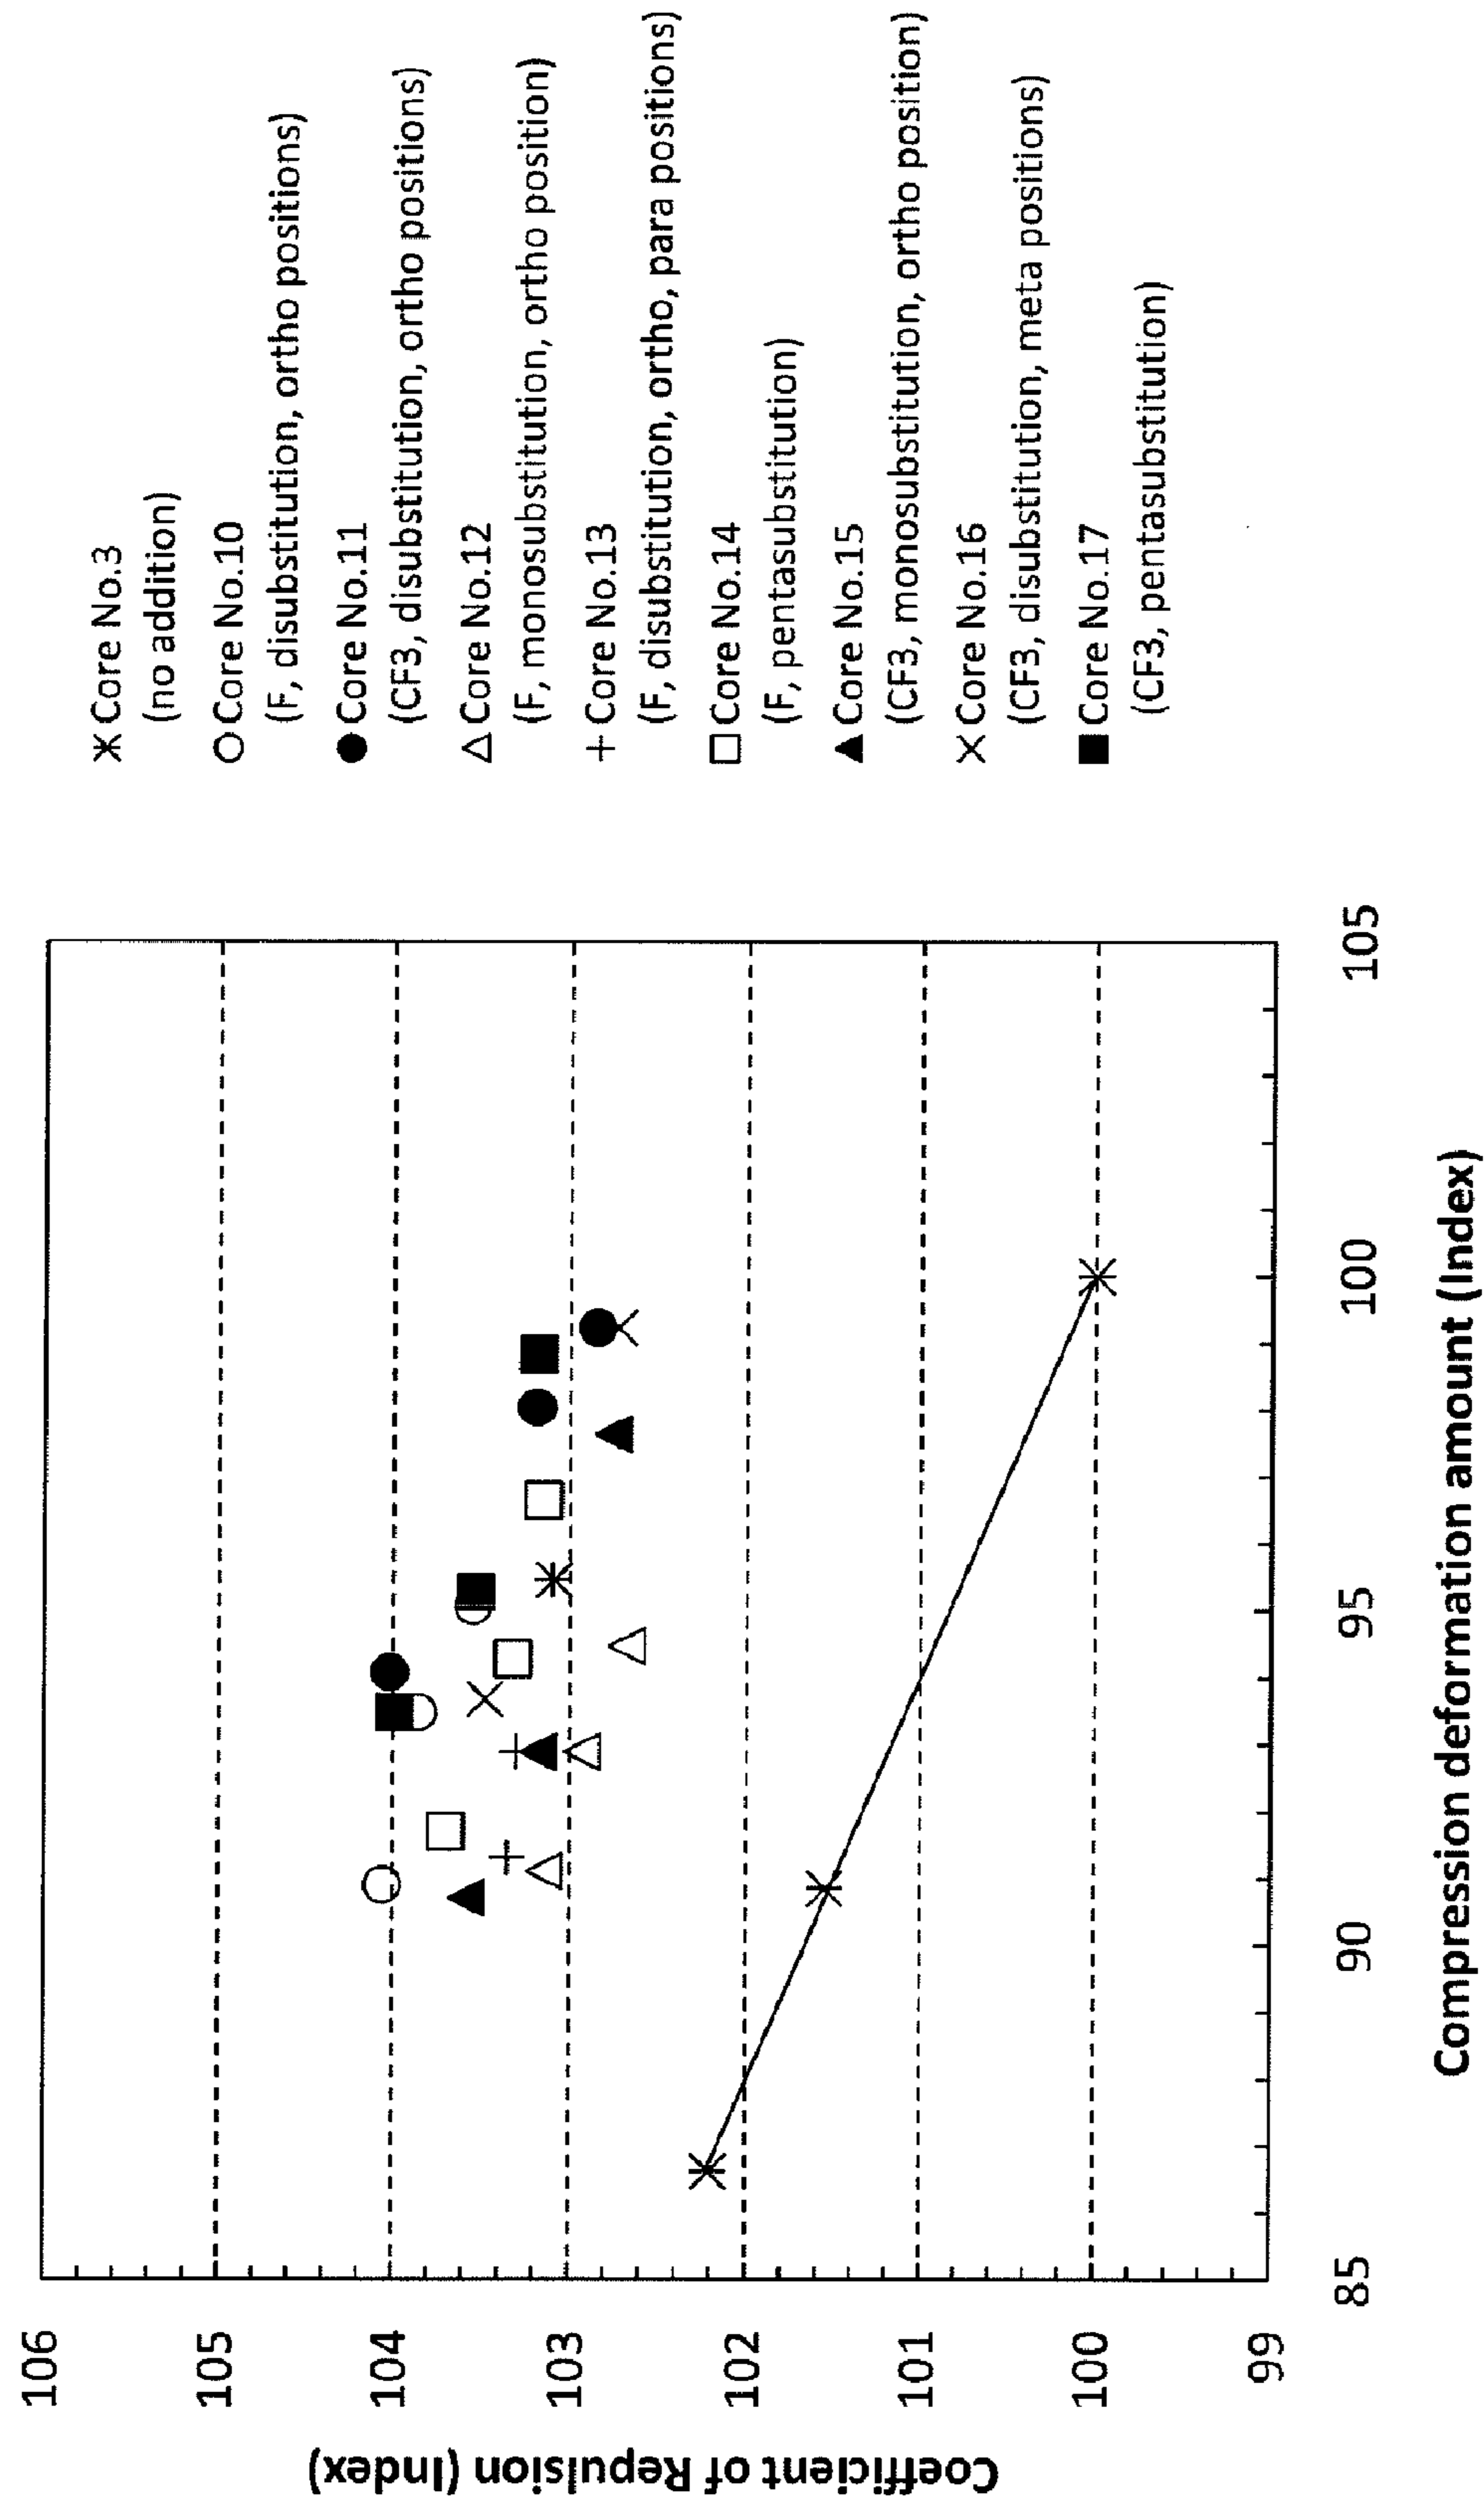 Coefficient of Repulsion (Index)
106
105
104
103
102
101
100
99
85
90
95
100
105
Compression deformation amount (Index)
Core No.3
(no addition)
Core No.10
(F, disubstitution, ortho positions)
Core No.11
(CF3, disubstitution, ortho positions)
Core No.12
(F, monosubstitution, ortho position)
Core No.13
(F, disubstitution, ortho, para positions)
Core No.14
(F, pentasubstitution)
Core No.15
(CF3, monosubstitution, ortho position)
Core No.16
(CF3, disubstitution, meta positions)
Core No.17
(CF3, pentasubstitution)